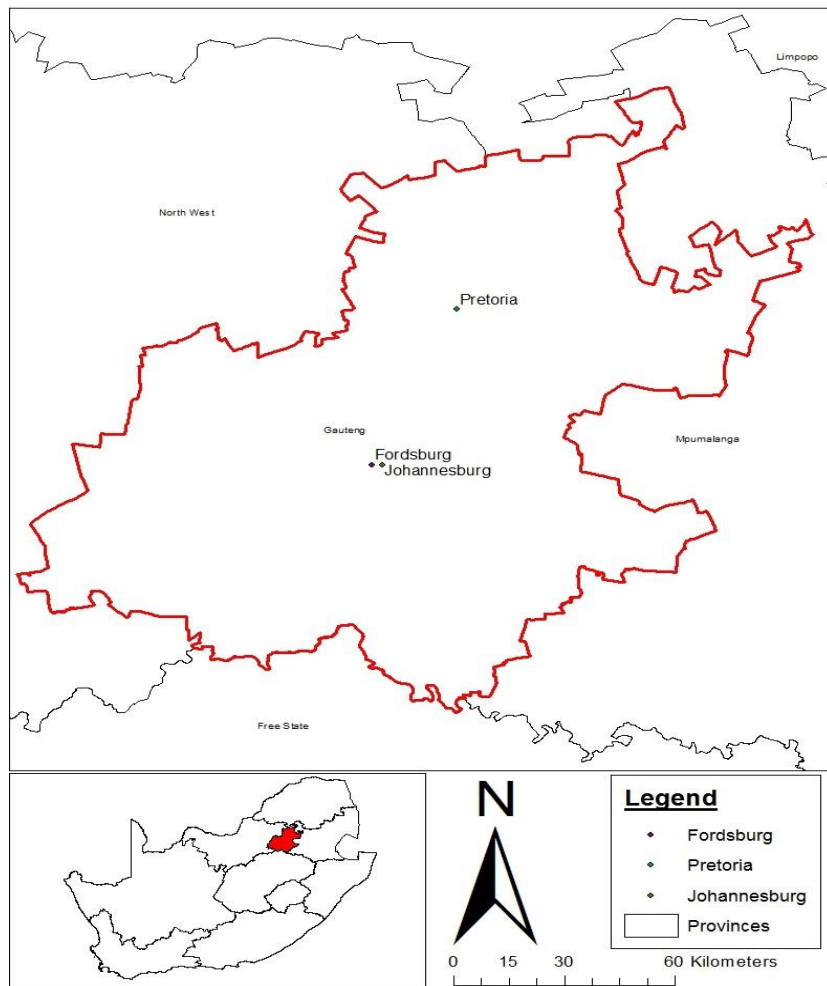 Limpopo
North West
Pretoria
Gauteng
Fordsburg
Johannesburg
Mpumalanga
Free State
N
Legend
Fordsburg
Pretoria
Johannesburg
Provinces
0 15 30 60 Kilometers